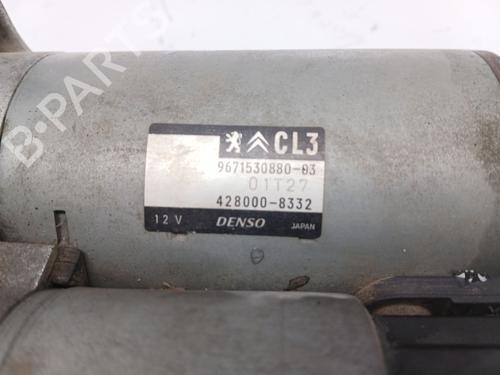 CL3
9671530880-03
01T27
428000-8332
12 V DENSO JAPAN
B-PARTS